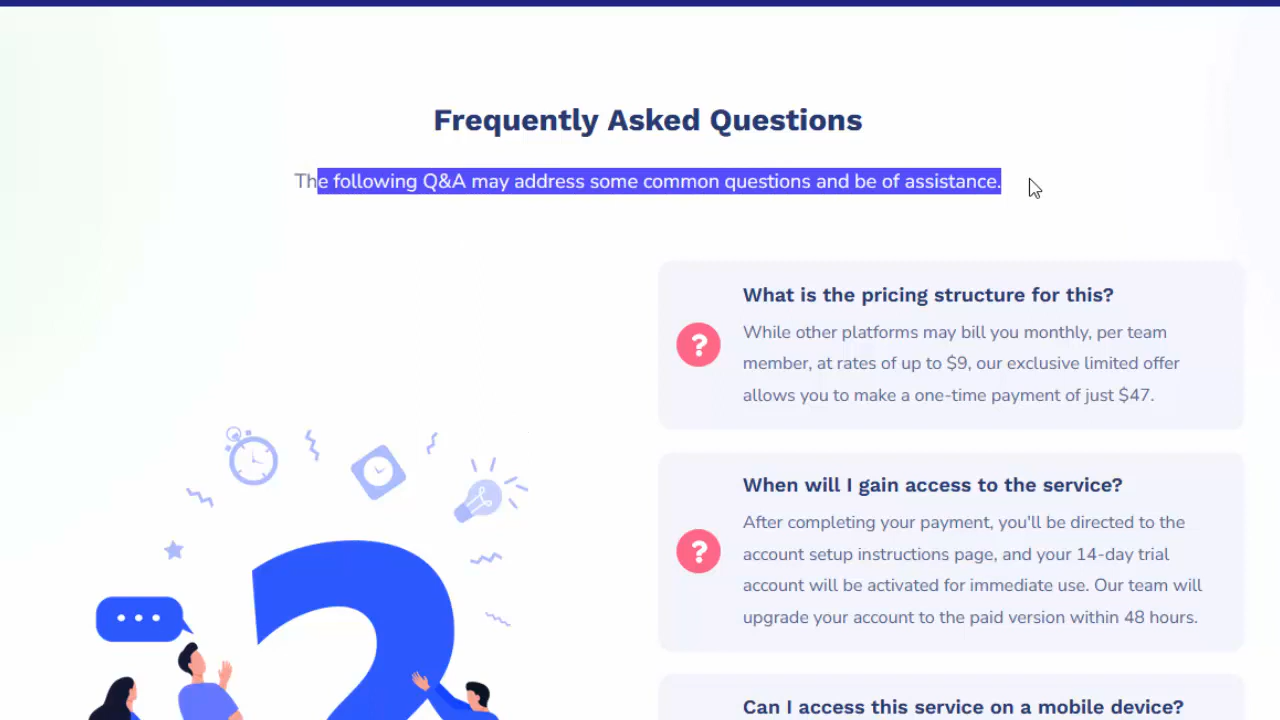 Frequently Asked Questions
The following Q&A may address some common questions and be of assistance.
What is the pricing structure for this?
While other platforms may bill you monthly, per team
member, at rates of up to $9, our exclusive limited offer
allows you to make a one-time payment of just $47.
When will I gain access to the service?
After completing your payment, you'll be directed to the
account setup instructions page, and your 14-day trial
account will be activated for immediate use. Our team will
upgrade your account to the paid version within 48 hours.
Can I access this service on a mobile device?